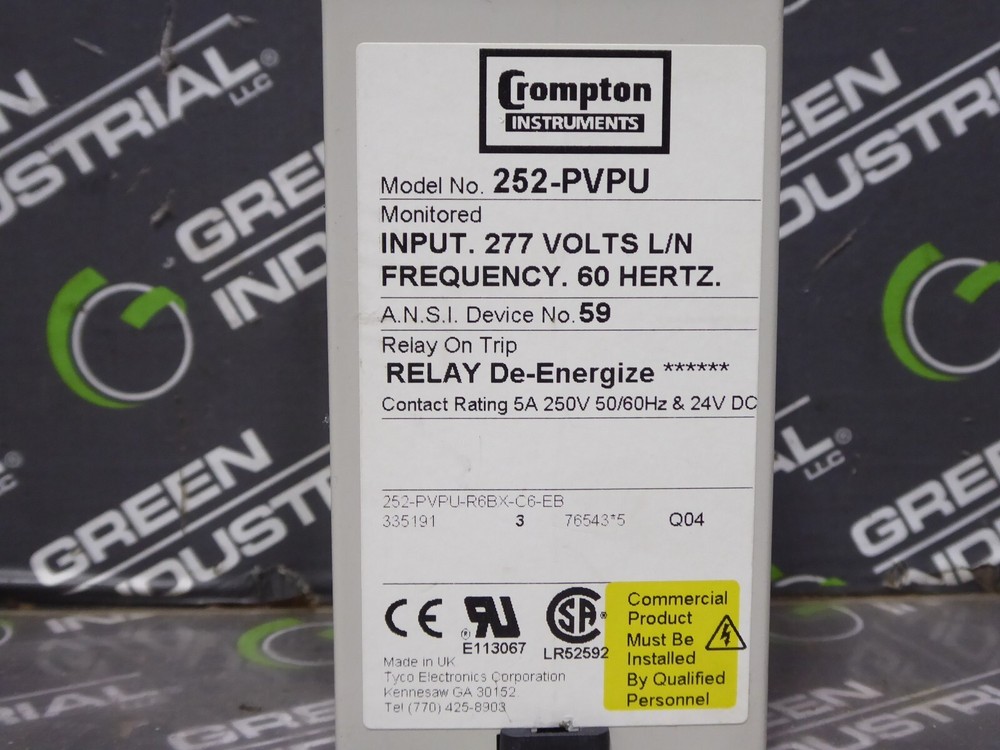 GREEN
INDUSTRIAL LLC
Crompton
INSTRUMENTS
Model No. 252-PVPU
Monitored
INPUT. 277 VOLTS L/N
FREQUENCY. 60 HERTZ.
A.N.S.I. Device No. 59
Relay On Trip
RELAY De-Energize ******
Contact Rating 5A 250V 50/60Hz & 24V DC
252-PVPU-R6BX-C6-EB
335191 3 76543*5 Q04
CE
E113067
SA
LR52592
Made in UK
Tyco Electronics Corporation
Kennesaw GA 30152
Tel (770) 425-8903
Commercial
Product
Must Be
Installed
By Qualified
Personnel